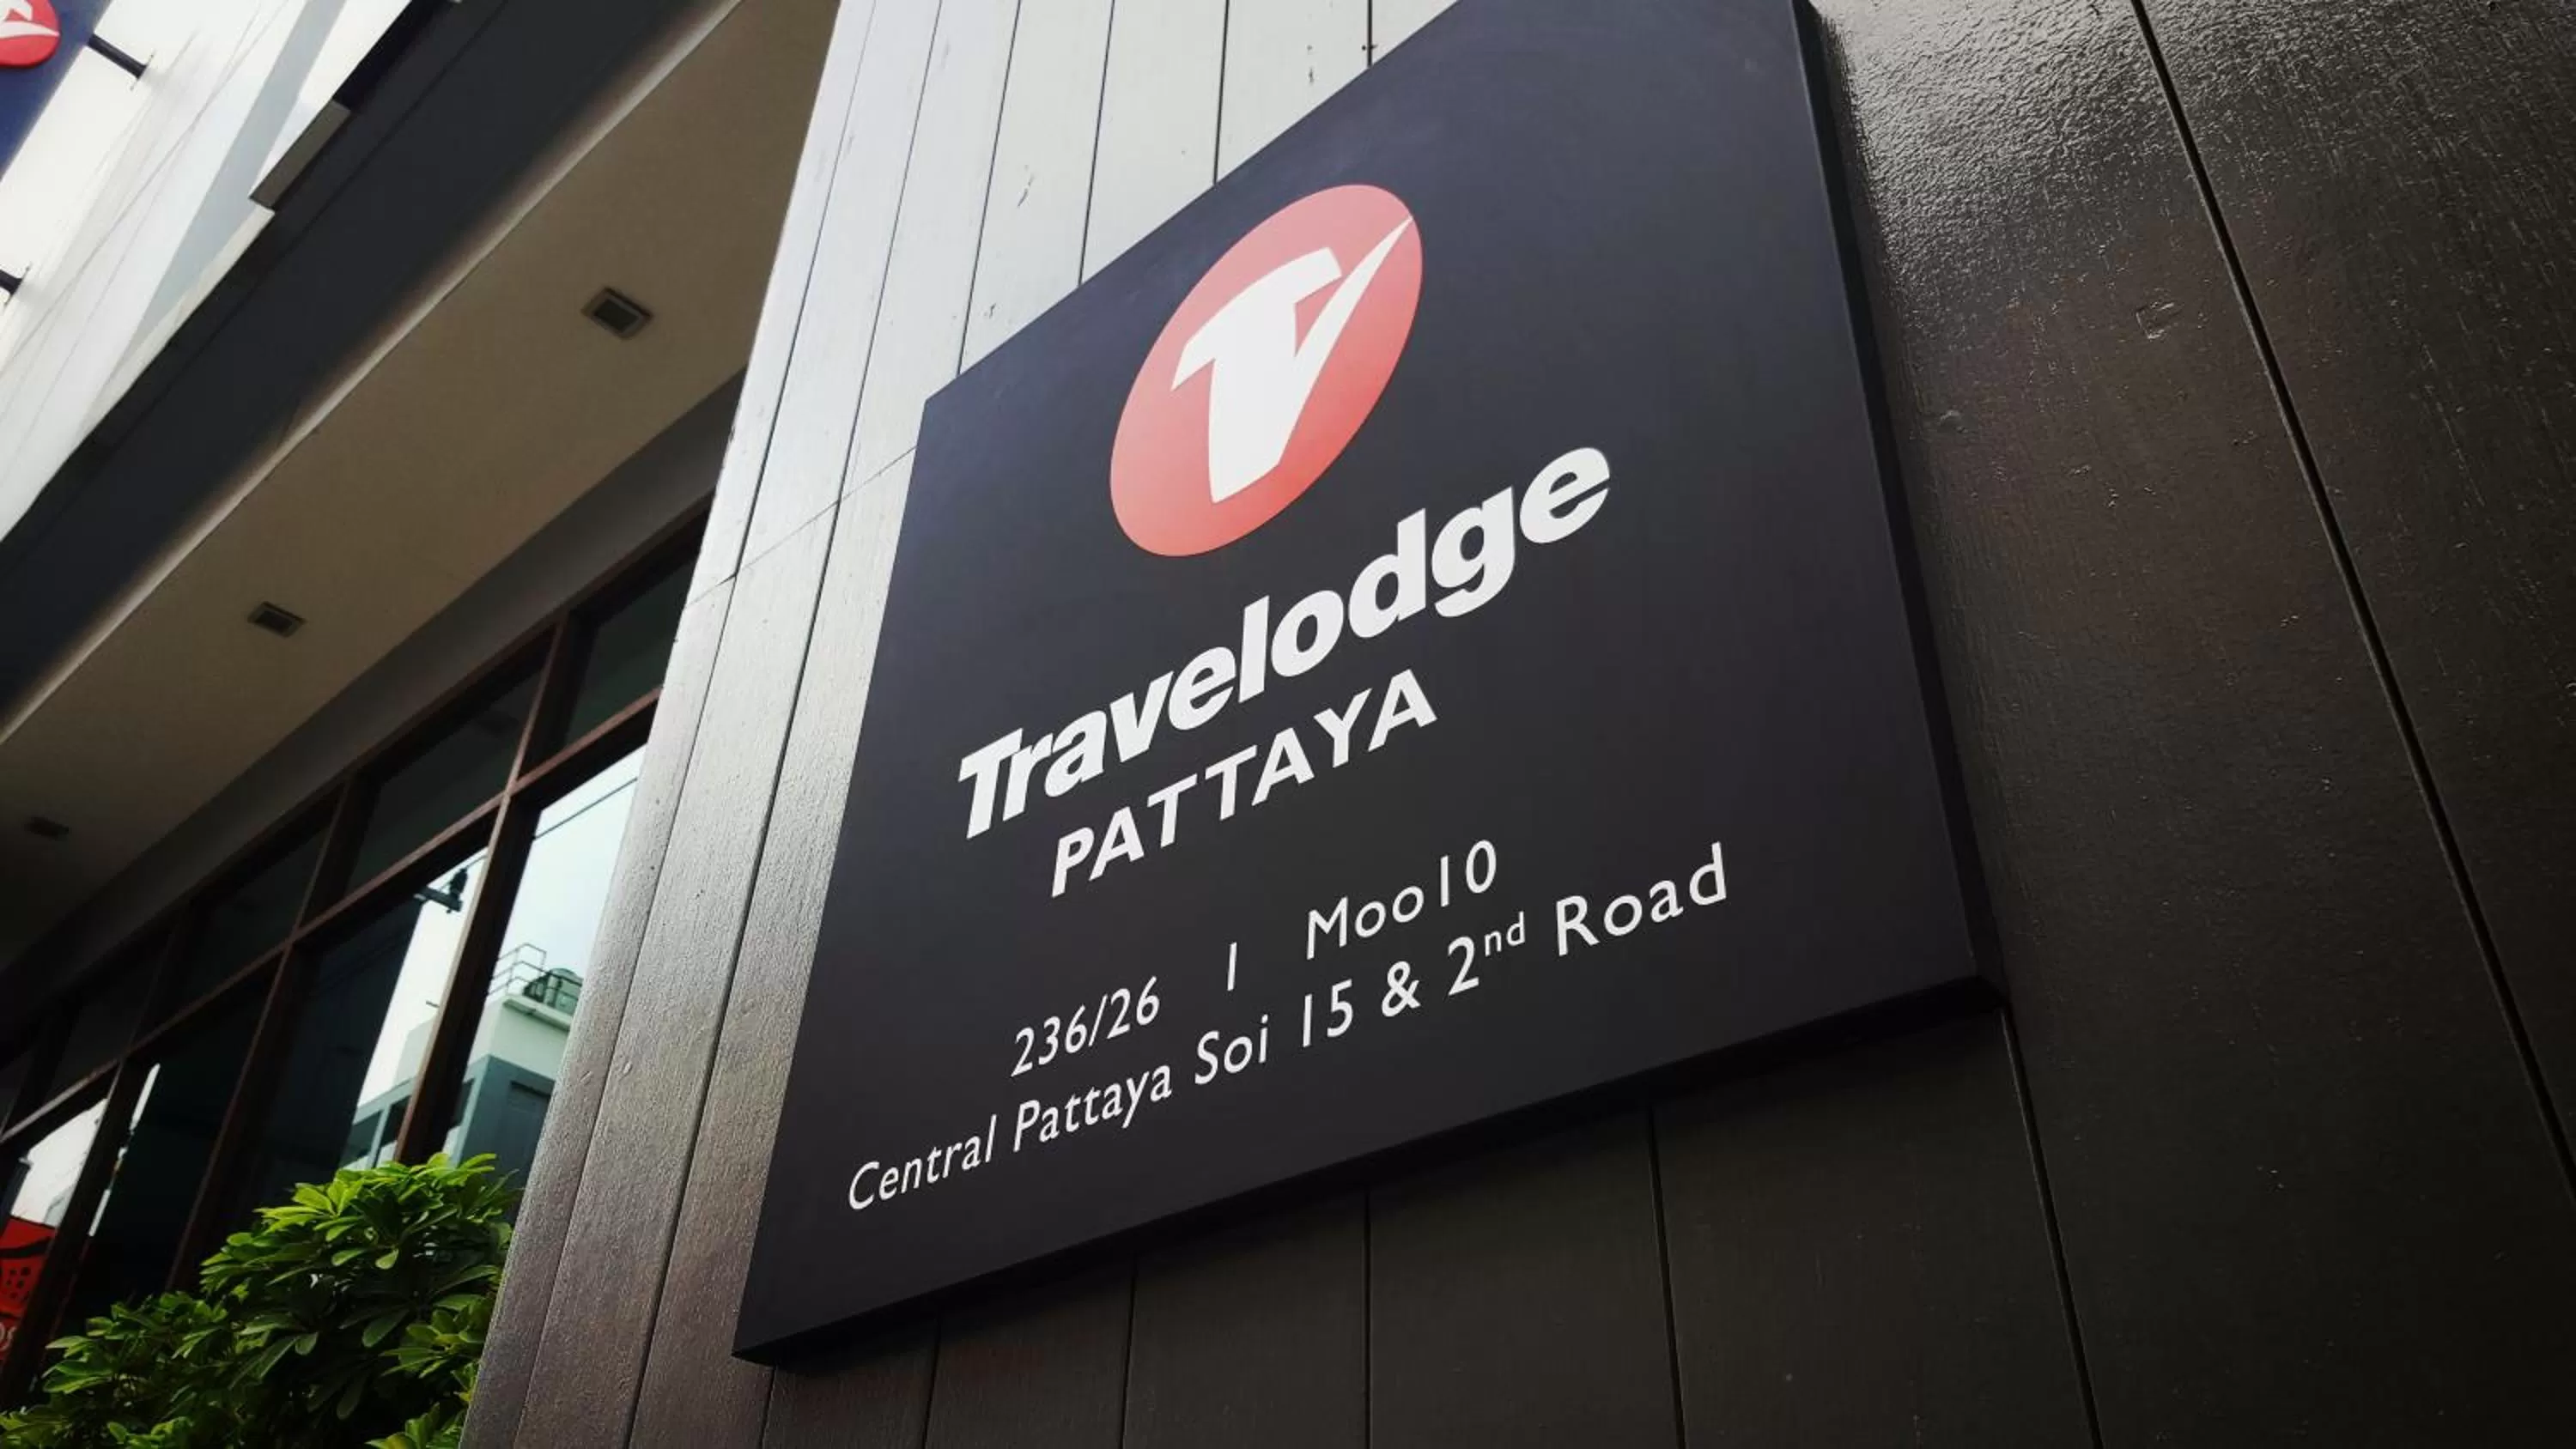 Travelodge
PATTAYA
236/26 | Moo10
Central Pattaya Soi 15 & 2nd Road